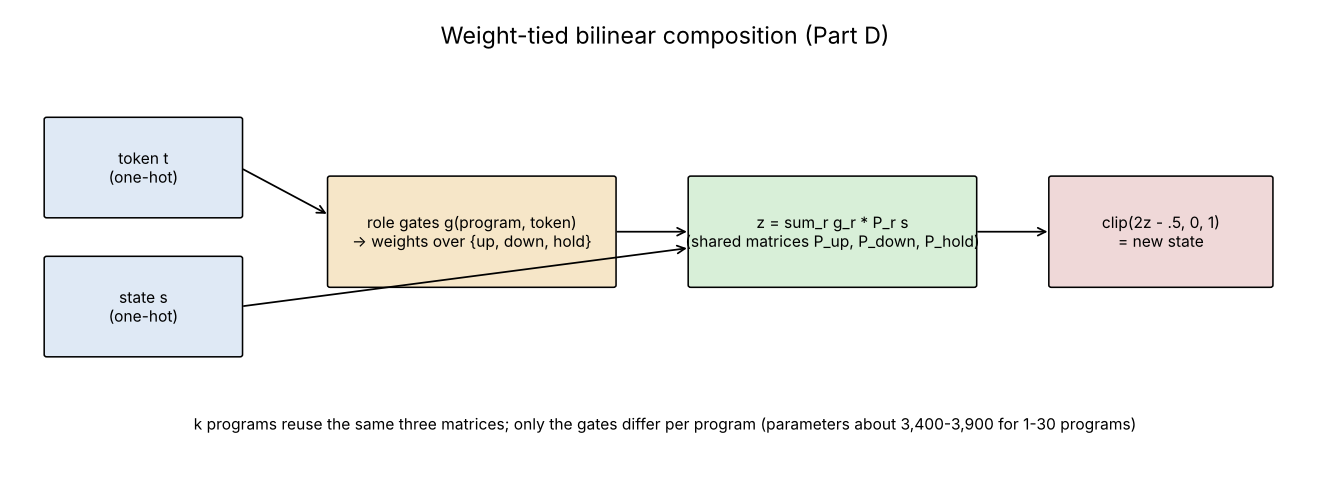 Weight-tied bilinear composition (Part D)
token t
(one-hot)
role gates g(program, token)
→ weights over {up, down, hold}
z = sum_r g_r * P_r s
(shared matrices P_up, P_down, P_hold)
clip(2z - .5, 0, 1)
= new state
state s
(one-hot)
k programs reuse the same three matrices; only the gates differ per program (parameters about 3,400-3,900 for 1-30 programs)